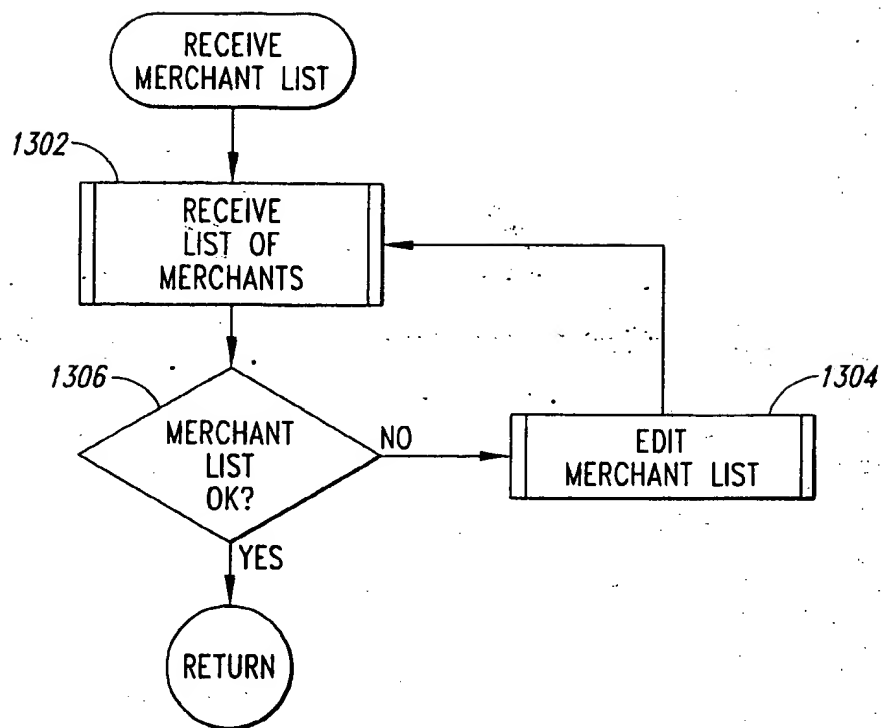 RECEIVE
MERCHANT LIST
1302
RECEIVE
LIST OF
MERCHANTS
1306
MERCHANT
LIST
OK?
NO
1304
EDIT
MERCHANT LIST
YES
RETURN